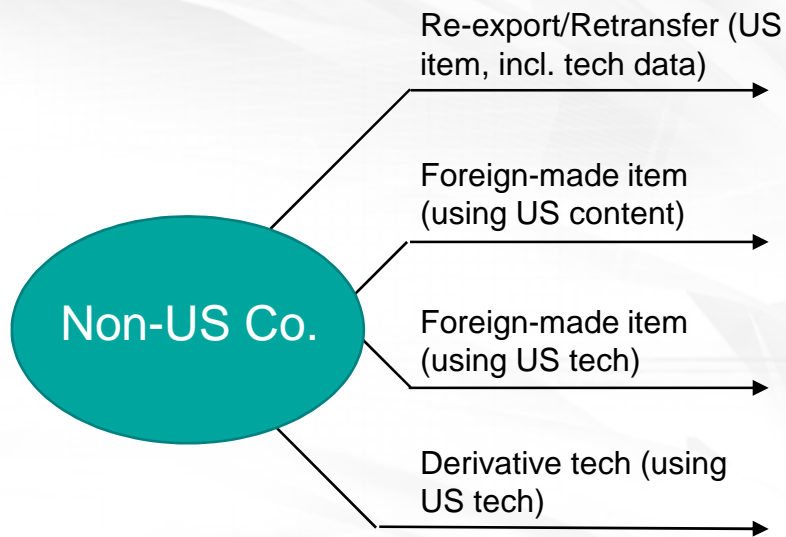 Re-export/Retransfer (US
item, incl. tech data)
Foreign-made item
(using US content)
Non-US Co.
Foreign-made item
(using US tech)
Derivative tech (using
US tech)